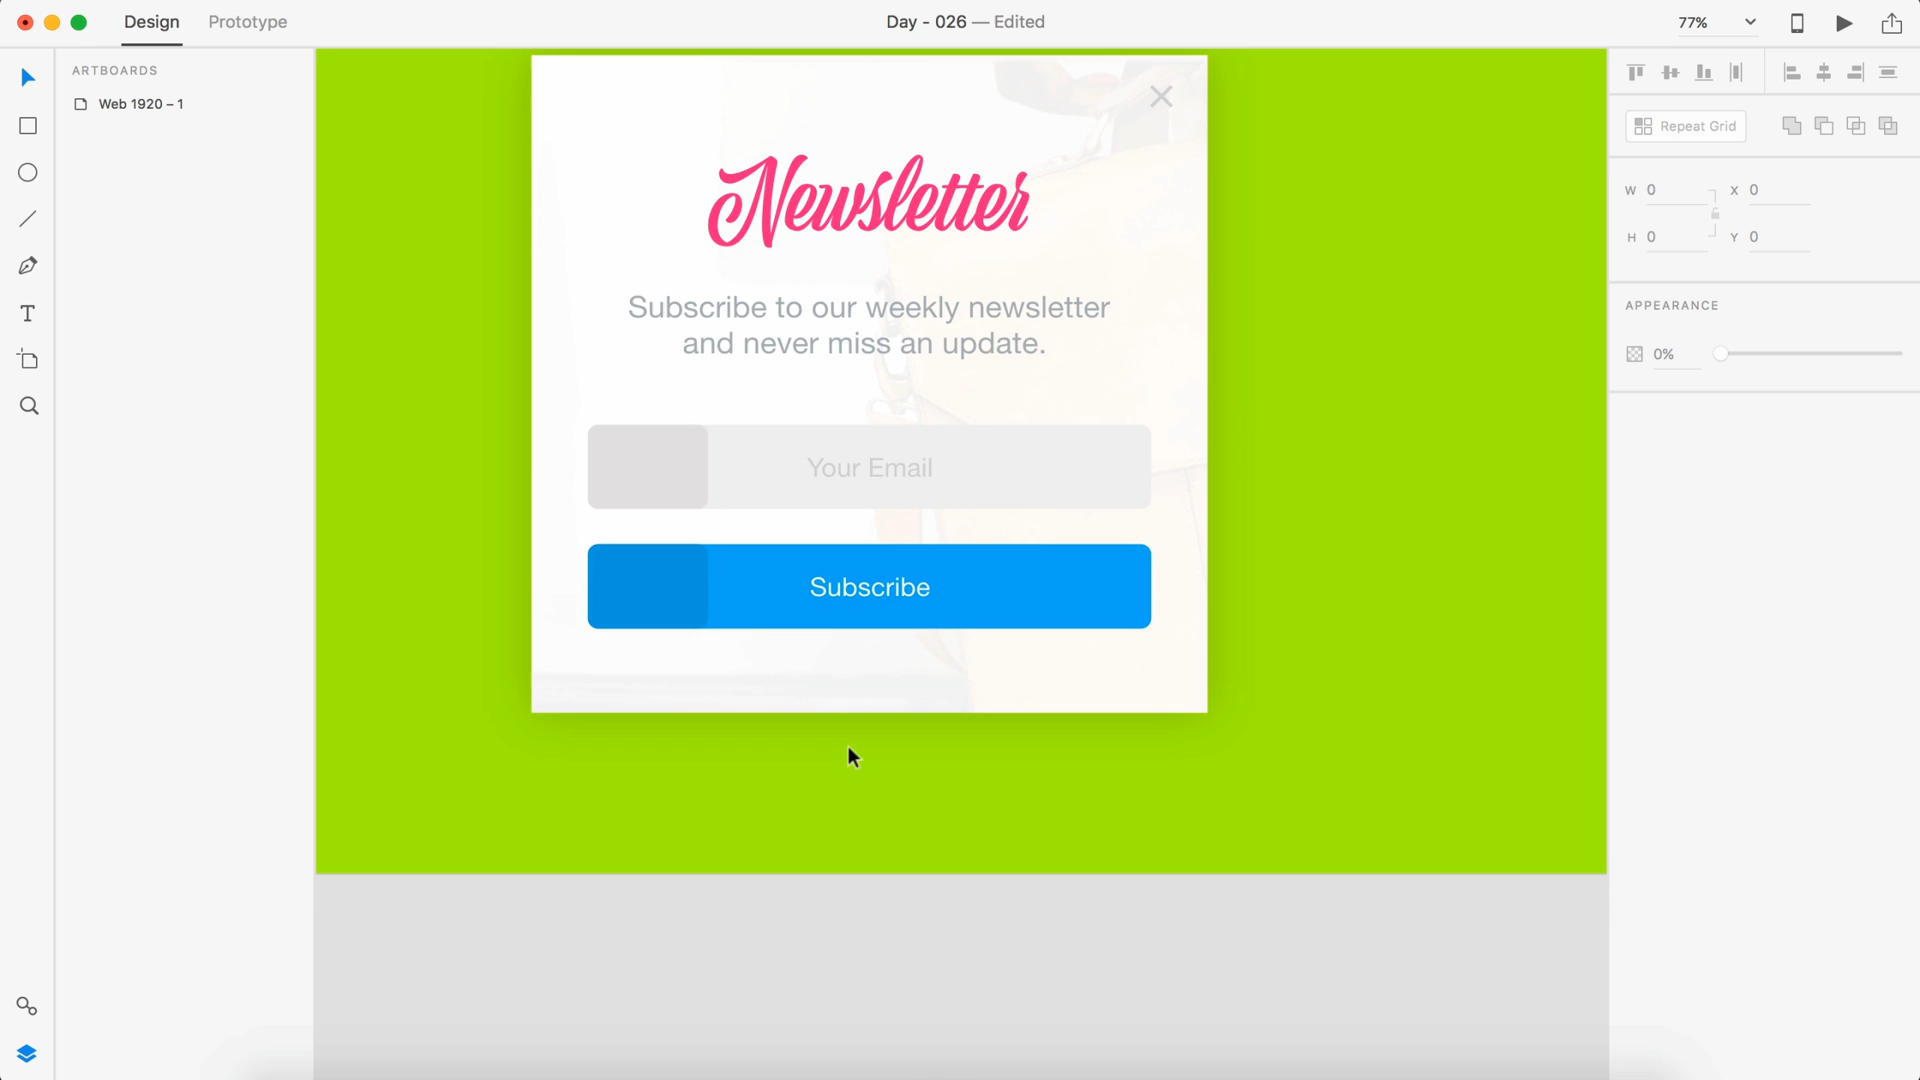 Design
Prototype
Day - 026 — Edited
77%
ARTBOARDS
Web 1920 – 1
Newsletter
Subscribe to our weekly newsletter
and never miss an update.
Your Email
Subscribe
Repeat Grid
W 0
X 0
H 0
Y 0
APPEARANCE
0%